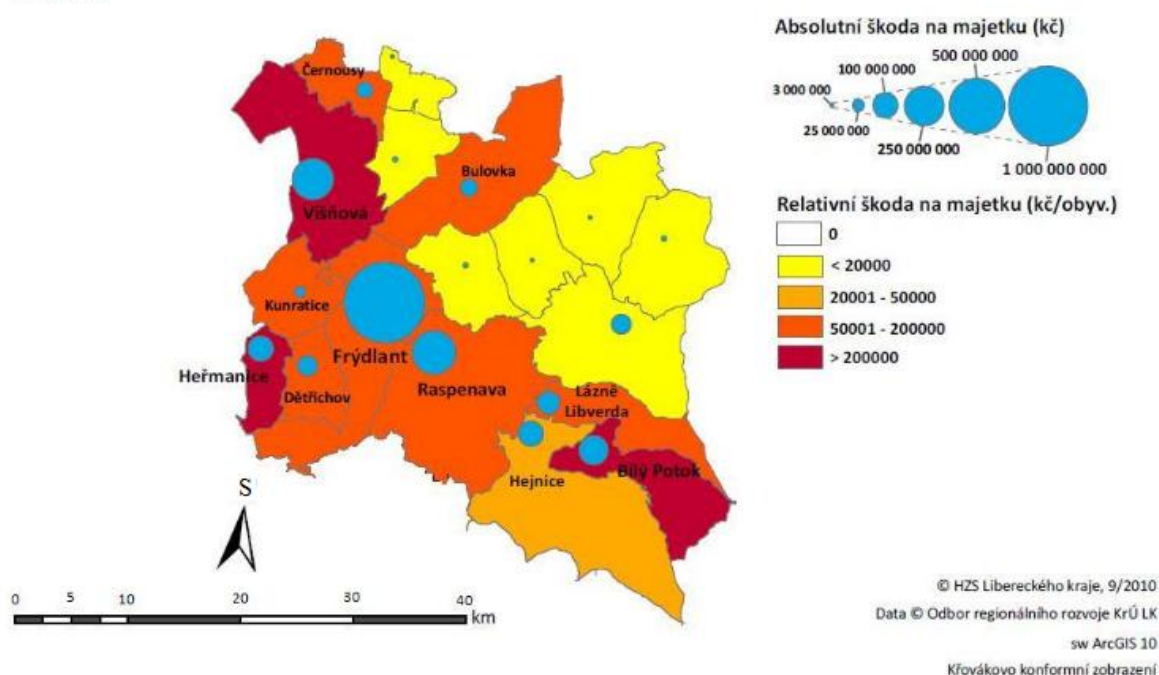 Absolutní škoda na majetku (kč)
500 000 000
100 000 000
3 000 000
25 000 000
250 000 000
1 000 000 000
Relativní škoda na majetku (kč/obyv.)
0
< 20000
20001 - 50000
50001 - 200000
> 200000
Černousy
Bulovka
Višňová
Kunratice
Frýdlant
Heřmanice
Dětřichov
Raspenava
Lázně
Libverda
Bílý Potok
Hejnice
S
0 5 10 20 30 40
km
© HZS Libereckého kraje, 9/2010
Data © Odbor regionálního rozvoje KrÚ LK
sw ArcGIS 10
Křovákovo konformní zobrazení